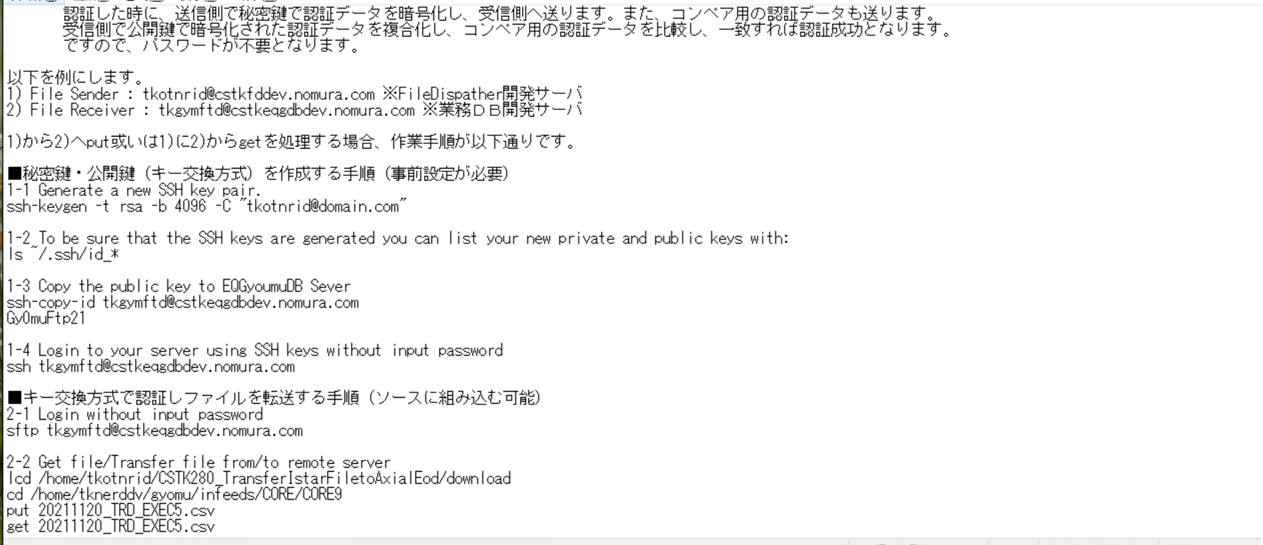 認証した時に、送信側で秘密鍵で認証データを暗号化し、受信側へ送ります。また、コンペア用の認証データも送ります。
受信側で公開鍵で暗号化された認証データを複合化し、コンペア用の認証データを比較し、一致すれば認証成功となります。
ですので、パスワードが不要となります。
以下を例にします。
1) File Sender : tkotnrid@cstkfddev.nomura.com ※FileDispather開発サーバ
2) File Receiver : tkgymftd@cstkeqgdbdev.nomura.com ※業務ＤＢ開発サーバ
1)から2)へput或いは1)に2)からgetを処理する場合、作業手順が以下通りです。
■秘密鍵・公開鍵（キー交換方式）を作成する手順（事前設定が必要）
1-1 Generate a new SSH key pair.
ssh-keygen -t rsa -b 4096 -C "tkotnrid@domain.com"
1-2 To be sure that the SSH keys are generated you can list your new private and public keys with:
ls ~/.ssh/id_*
1-3 Copy the public key to EQGyoumuDB Sever
ssh-copy-id tkgymftd@cstkeqgdbdev.nomura.com
Gy0muFtp21
1-4 Login to your server using SSH keys without input password
ssh tkgymftd@cstkeqgdbdev.nomura.com
■キー交換方式で認証しファイルを転送する手順（ソースに組み込む可能）
2-1 Login without input password
sftp tkgymftd@cstkeqgdbdev.nomura.com
2-2 Get file/Transfer file from/to remote server
lcd /home/tkotnrid/CSTK280_TransferIstarFiletoAxialEod/download
cd /home/tknerddv/gyomu/infeeds/CORE/CORE9
put 20211120_TRD_EXEC5.csv
get 20211120_TRD_EXEC5.csv